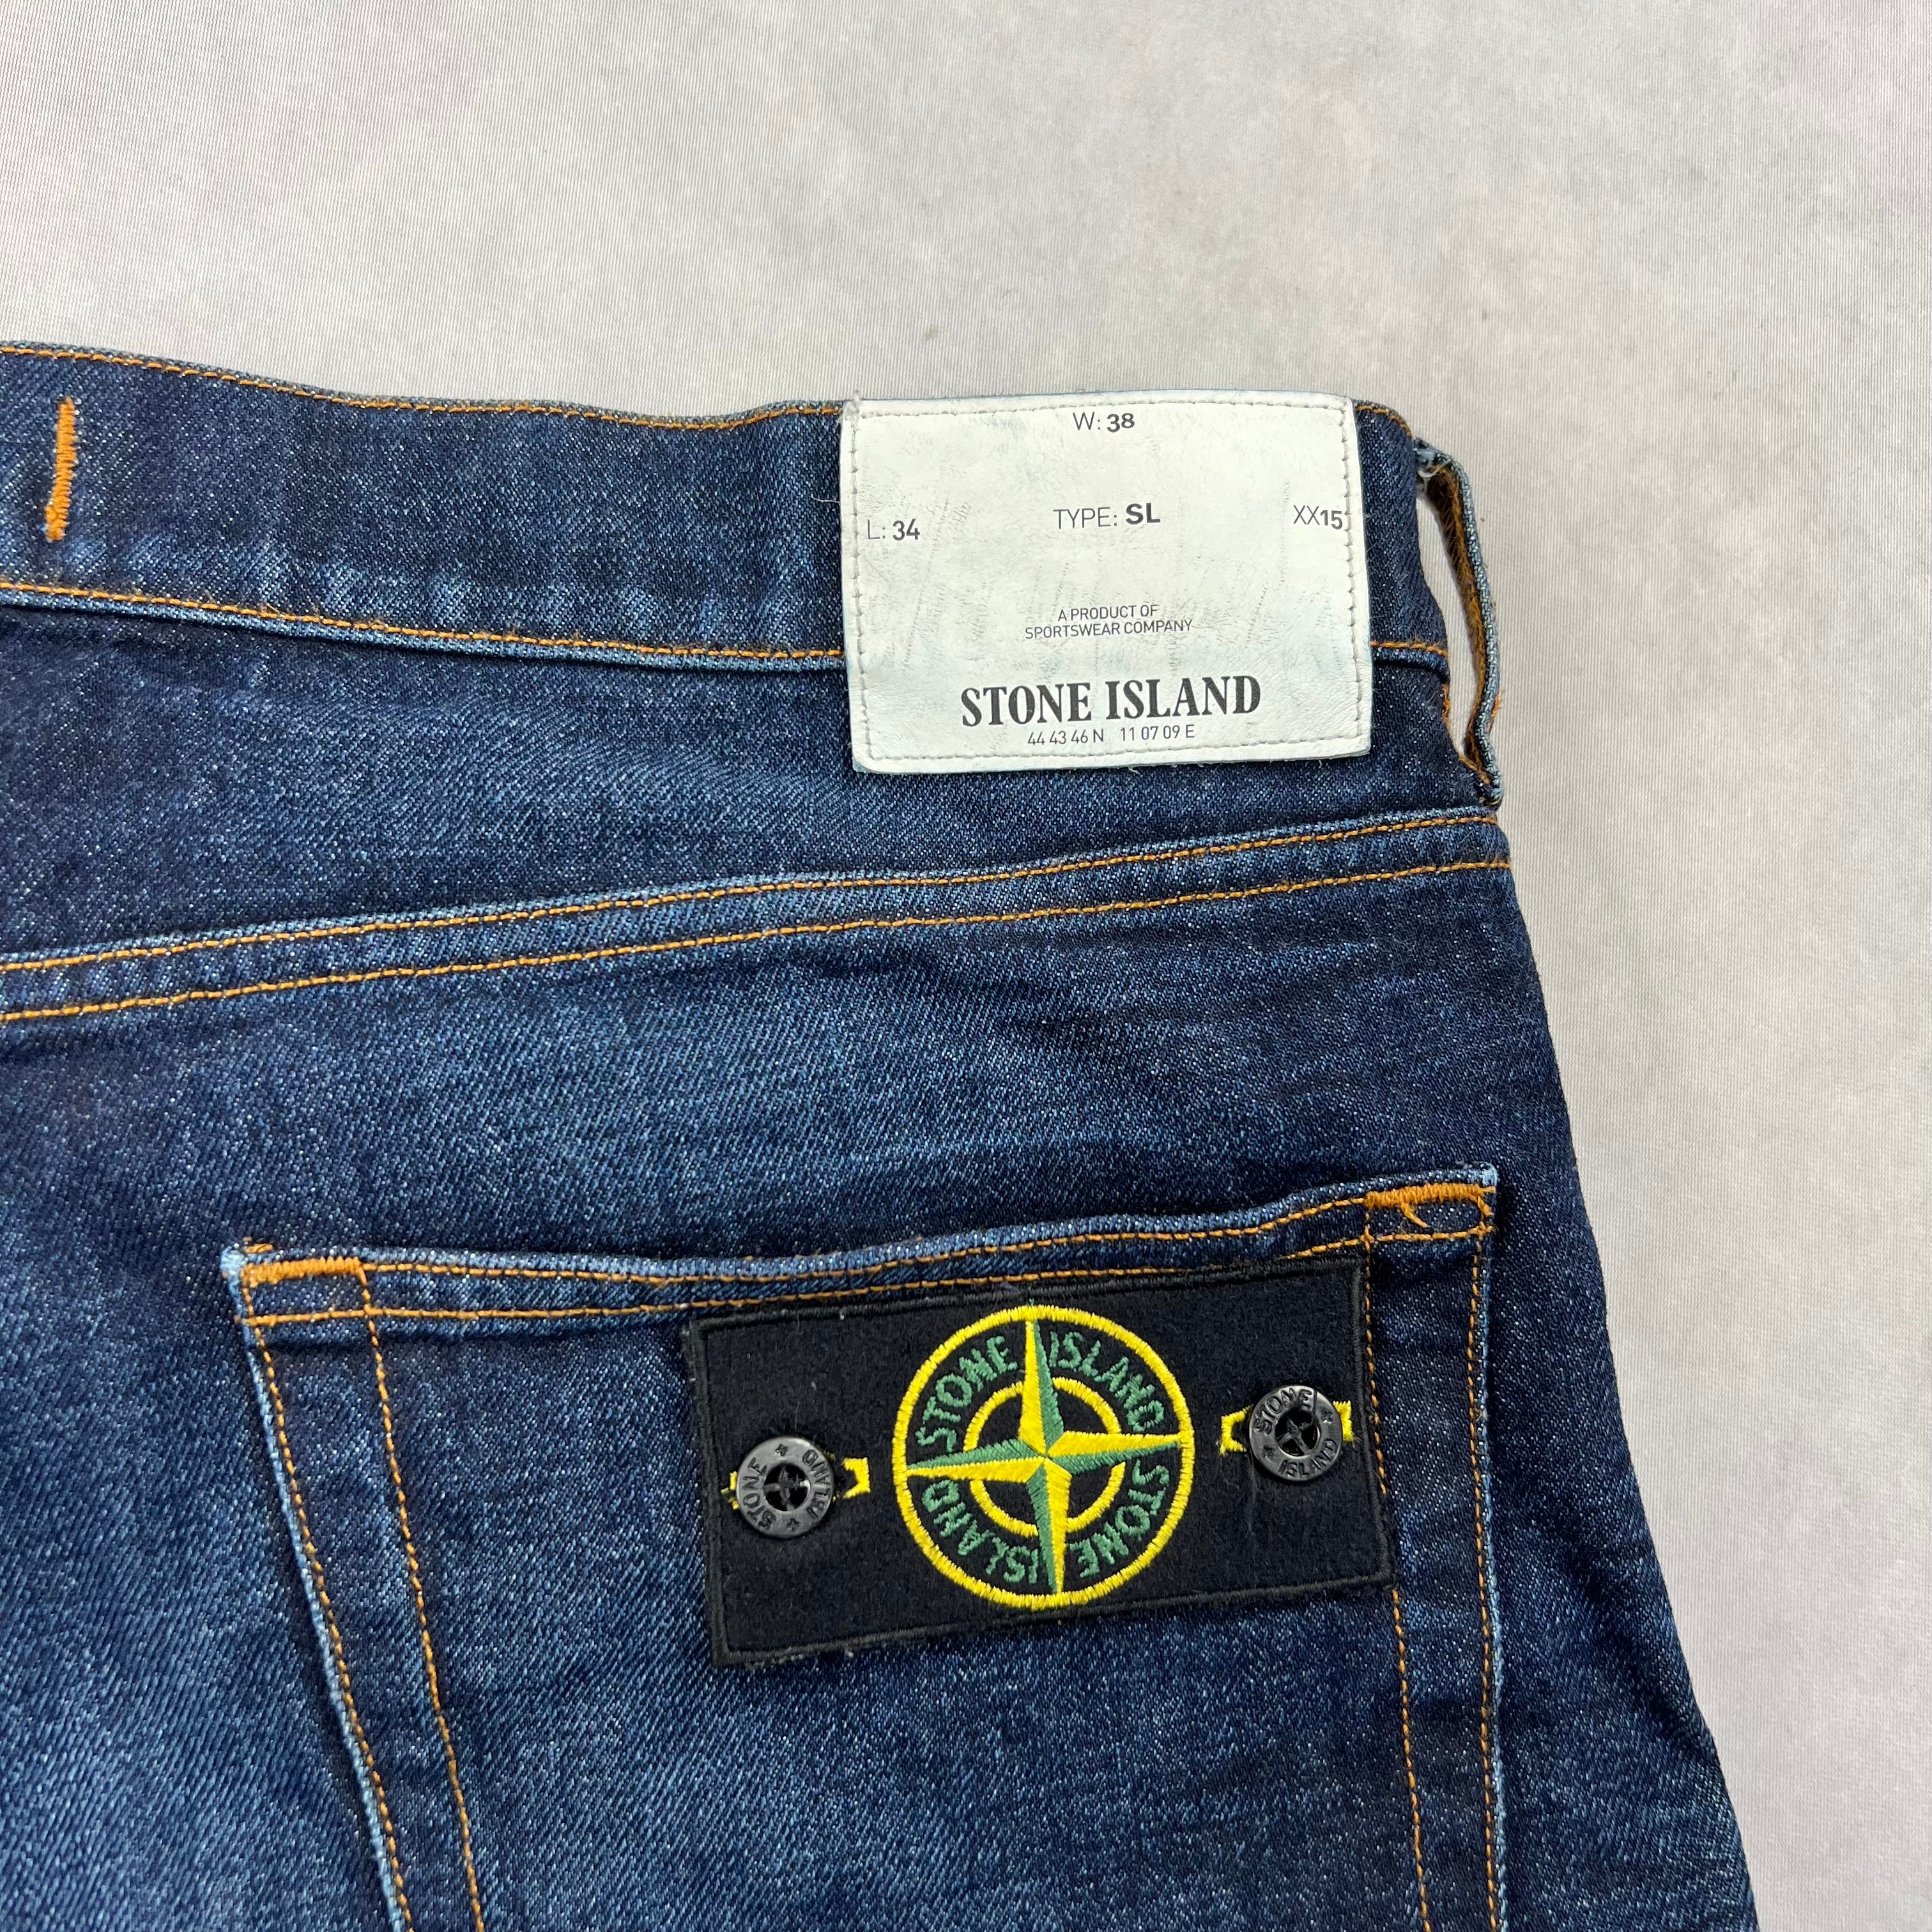 W: 38
L: 34 TYPE: SL XX15
A PRODUCT OF
SPORTSWEAR COMPANY
STONE ISLAND
44 43 46 N 11 07 09 E
STONE ISLAND
STONE ISLAND
STONE ISLAND
STONE ISLAND